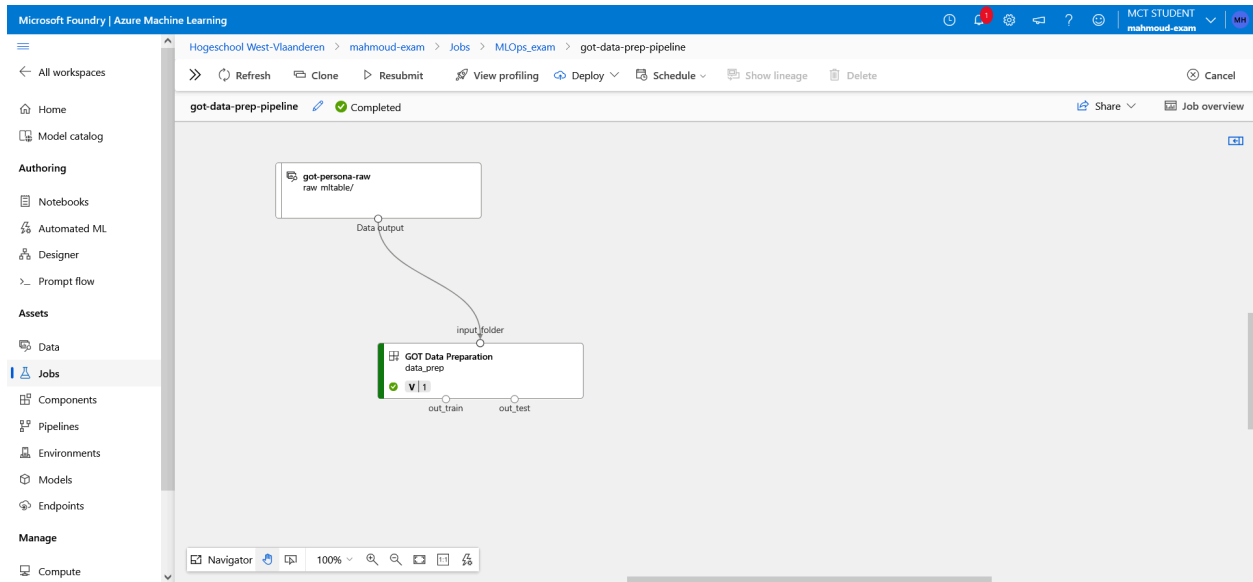 Microsoft Foundry | Azure Machine Learning
1
MCT STUDENT
mahmoud-exam
MH
All workspaces
Home
Model catalog
Authoring
Notebooks
Automated ML
Designer
Prompt flow
Assets
Data
Jobs
Components
Pipelines
Environments
Models
Endpoints
Manage
Compute
Hogeschool West-Vlaanderen > mahmoud-exam > Jobs > MLOps_exam > got-data-prep-pipeline
Refresh Clone Resubmit View profiling Deploy Schedule Show lineage Delete Cancel
got-data-prep-pipeline Completed Share Job overview
got-persona-raw
raw mltable/
Data output
input_folder
GOT Data Preparation
data_prep
V | 1
out_train out_test
Navigator 100% 1:1